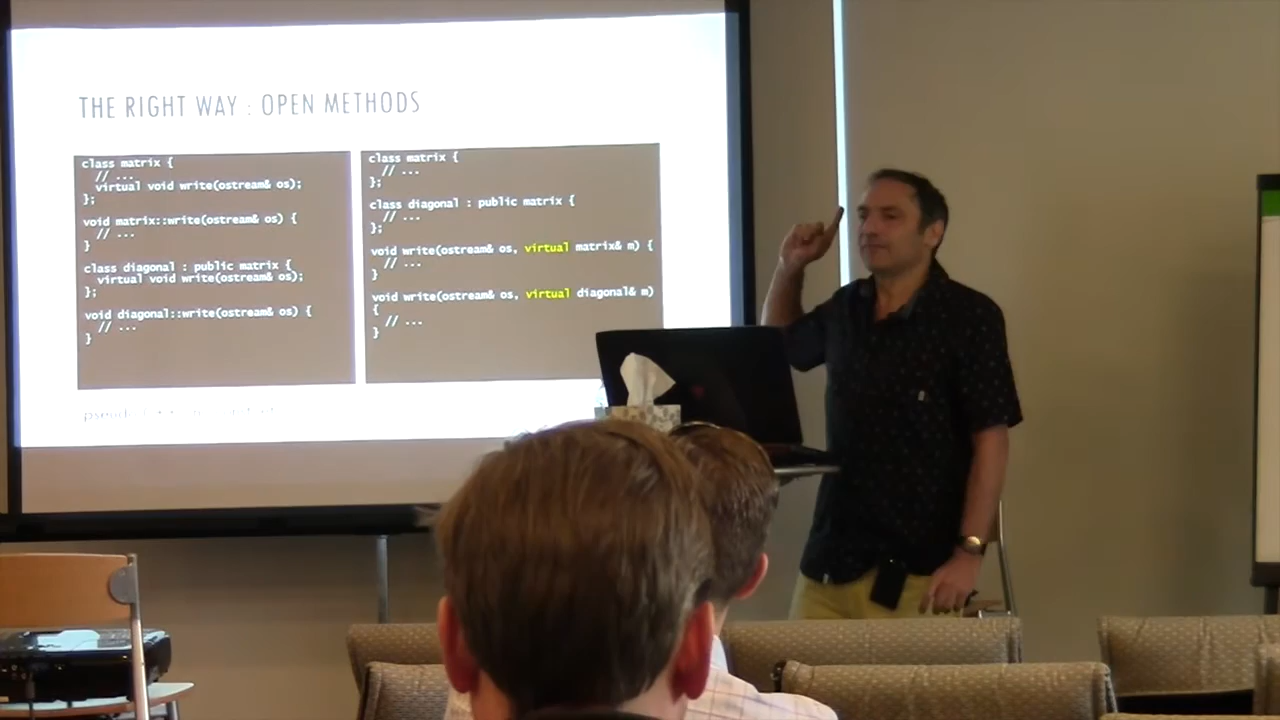 THE RIGHT WAY : OPEN METHODS
class matrix {
// ...
virtual void write(ostream& os);
};
void matrix::write(ostream& os) {
// ...
}
class diagonal : public matrix {
virtual void write(ostream& os);
};
void diagonal::write(ostream& os) {
// ...
}
class matrix {
// ...
};
class diagonal : public matrix {
// ...
};
void write(ostream& os, virtual matrix& m) {
// ...
}
void write(ostream& os, virtual diagonal& m)
{
// ...
}